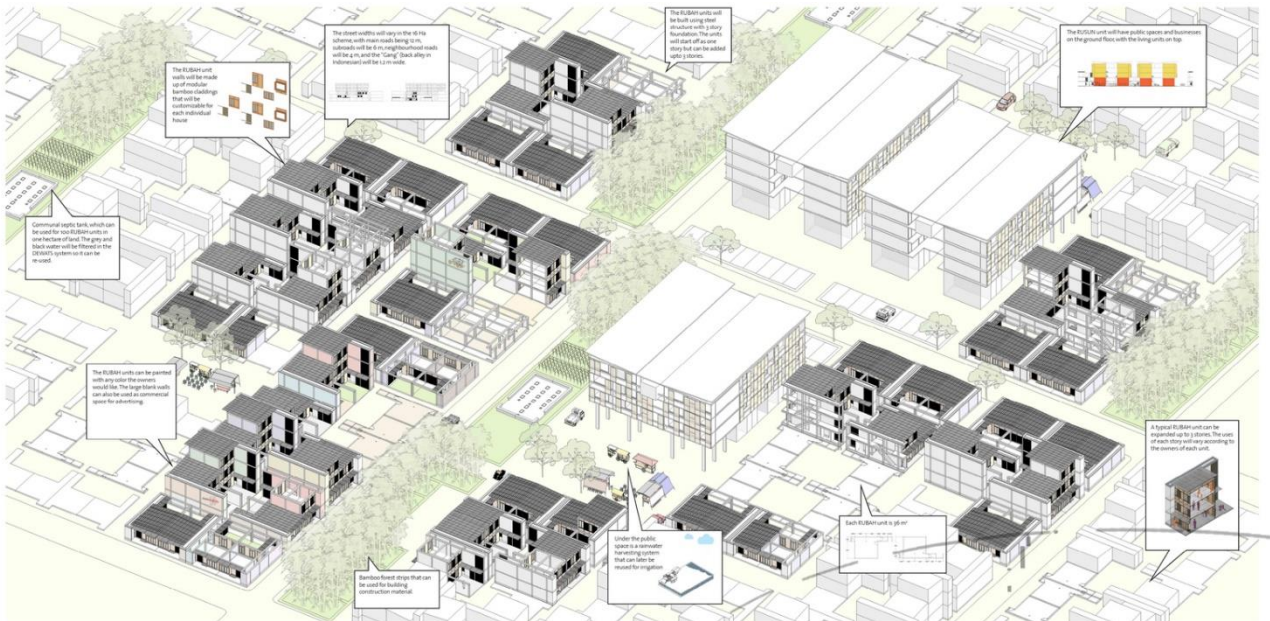 The RUBAH unit
walls will be made
up of modular
bamboo claddings
that will be
customizable for
each individual
house
The street widths will vary in the 16 Ha
scheme, with main roads being 12 m,
subroads will be 6 m, neighbourhood roads
will be 4 m, and the "Gang" (back alley in
Indonesian) will be 1.2 m wide.
The RUBAH units will
be built using steel
structure with 3 story
foundation. The units
will start off as one
story but can be added
upto 3 stories.
The RUSUN unit will have public spaces and businesses
on the ground floors with the living units on top.
Communal septic tank, which can
be used for 100 RUBAH units in
one hectare of land. The grey and
black water will be filtered in the
DEWATS system so it can be
re-used.
The RUBAH units can be painted
with any color the owners
would like. The large blank walls
can also be used as commercial
space for advertising.
A typical RUBAH unit can be
expanded up to 3 stories. The uses
of each story will vary according to
the owners of each unit.
Each RUBAH unit is 36 m²
Under the public
space is a rainwater
harvesting system
that can later be
reused for irrigation
Bamboo forest strips that can
be used for building
construction material.